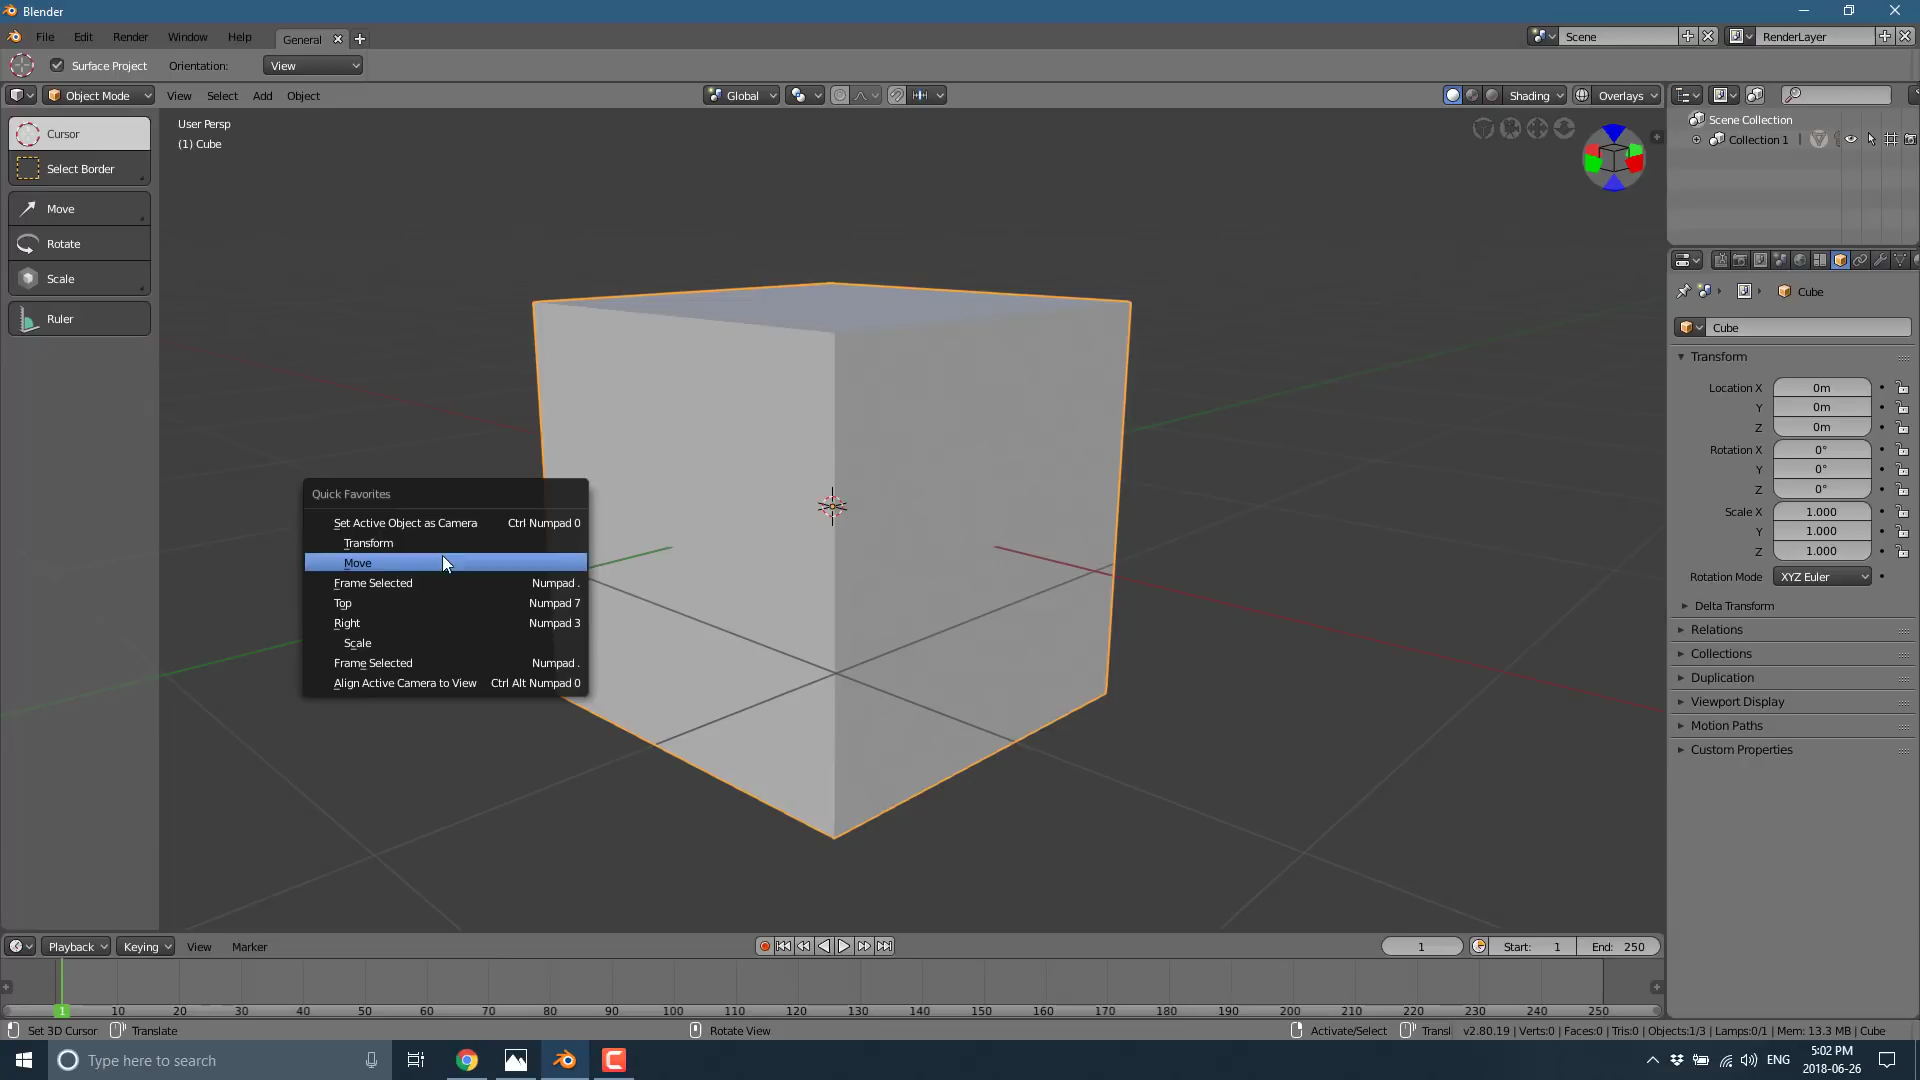 Blender
File Edit Render Window Help General Scene RenderLayer
Surface Project Orientation: View
Object Mode View Select Add Object Global Shading Overlays
User Persp
(1) Cube
Cursor
Select Border
Move
Rotate
Scale
Ruler
Quick Favorites
Set Active Object as Camera Ctrl Numpad 0
Transform
Move
Frame Selected Numpad .
Top Numpad 7
Right Numpad 3
Scale
Frame Selected Numpad .
Align Active Camera to View Ctrl Alt Numpad 0
Scene Collection
Collection 1
Cube
Cube
Transform
Location X 0m
Y 0m
Z 0m
Rotation X 0°
Y 0°
Z 0°
Scale X 1.000
Y 1.000
Z 1.000
Rotation Mode XYZ Euler
Delta Transform
Relations
Collections
Duplication
Viewport Display
Motion Paths
Custom Properties
Playback Keying View Marker 1 Start: 1 End: 250
1 10 20 30 40 50 60 70 80 90 100 110 120 130 140 150 160 170 180 190 200 210 220 230 240 250
Set 3D Cursor Translate Rotate View Activate/Select Transl v2.80.19 | Verts:0 | Faces:0 | Tris:0 | Objects:1/3 | Lamps:0/1 | Mem: 13.3 MB | Cube
Type here to search ENG 5:02 PM
2018-06-26